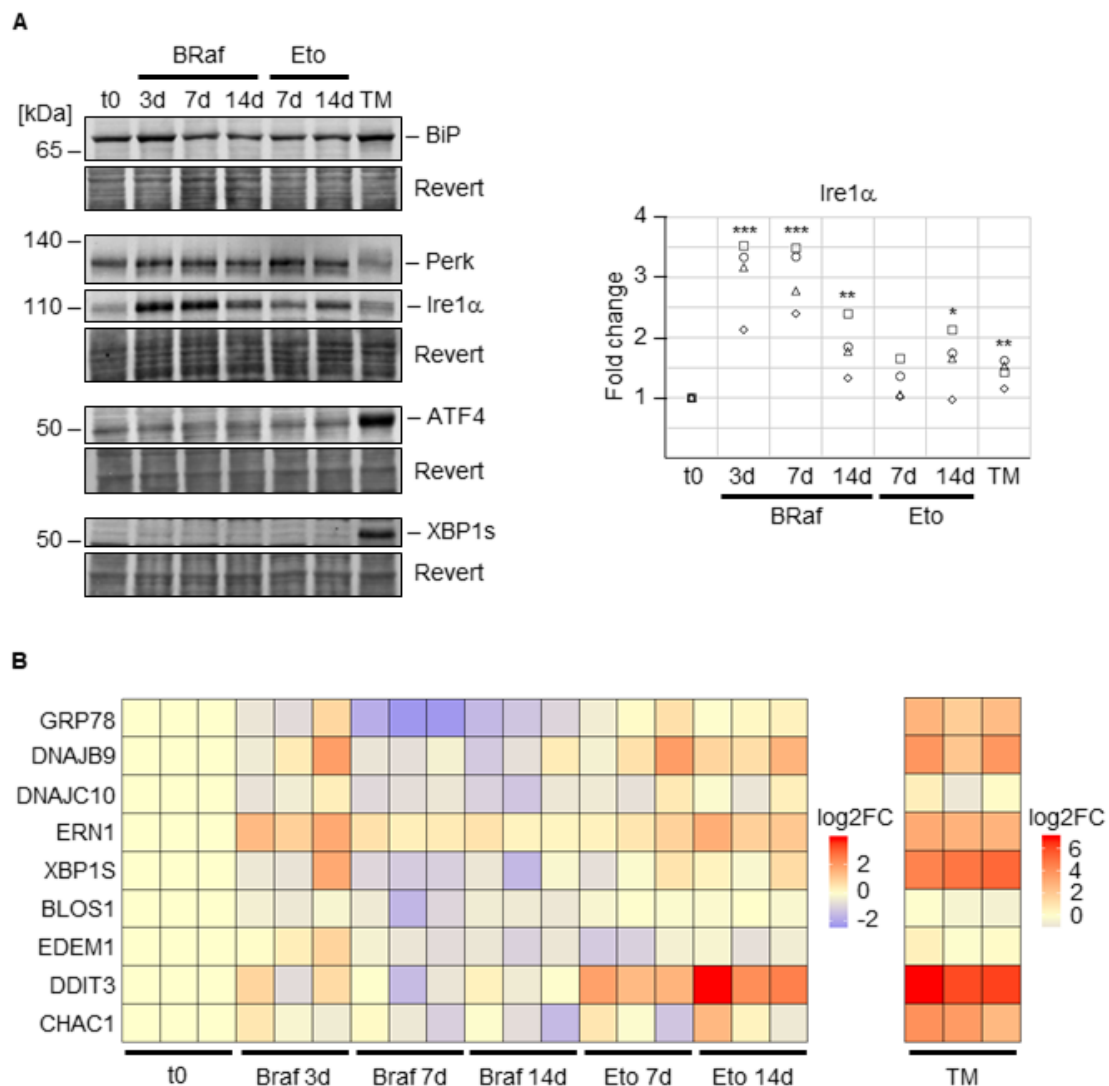 A
BRaf Eto
[kDa] t0 3d 7d 14d 7d 14d TM
65 – – BiP
Revert
140 –
– Perk
110 – – Ire1α
Revert
– ATF4
50 –
Revert
– XBP1s
50 –
Revert
Ire1α
Fold change
4
3
2
1
*** *** ** * **
t0 3d 7d 14d 7d 14d TM
BRaf Eto
B
GRP78
DNAJB9
DNAJC10
ERN1
XBP1S
BLOS1
EDEM1
DDIT3
CHAC1
t0 Braf 3d Braf 7d Braf 14d Eto 7d Eto 14d TM
log2FC
2
0
-2
log2FC
6
4
2
0